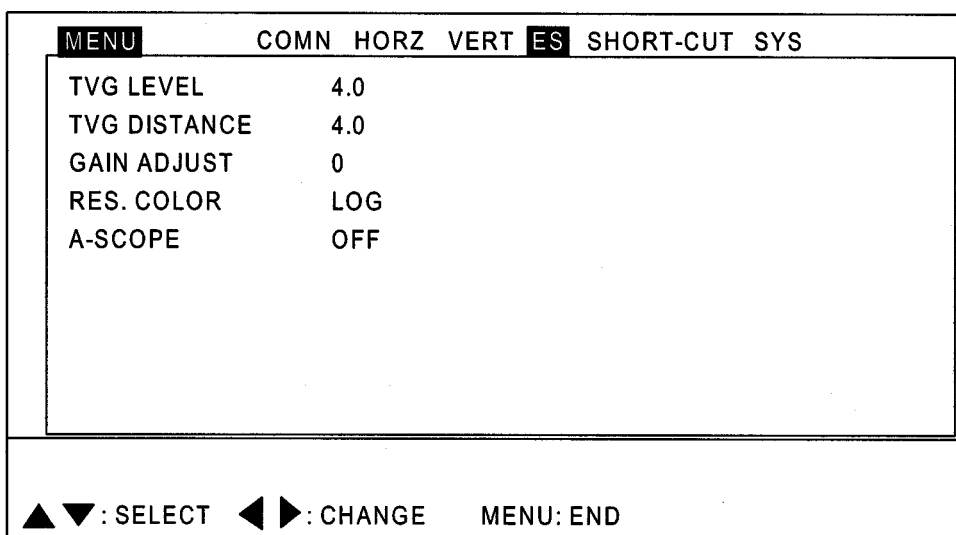 MENU COMN HORZ VERT ES SHORT-CUT SYS
TVG LEVEL 4.0
TVG DISTANCE 4.0
GAIN ADJUST 0
RES. COLOR LOG
A-SCOPE OFF
▲ ▼: SELECT ◀ ▶: CHANGE MENU: END